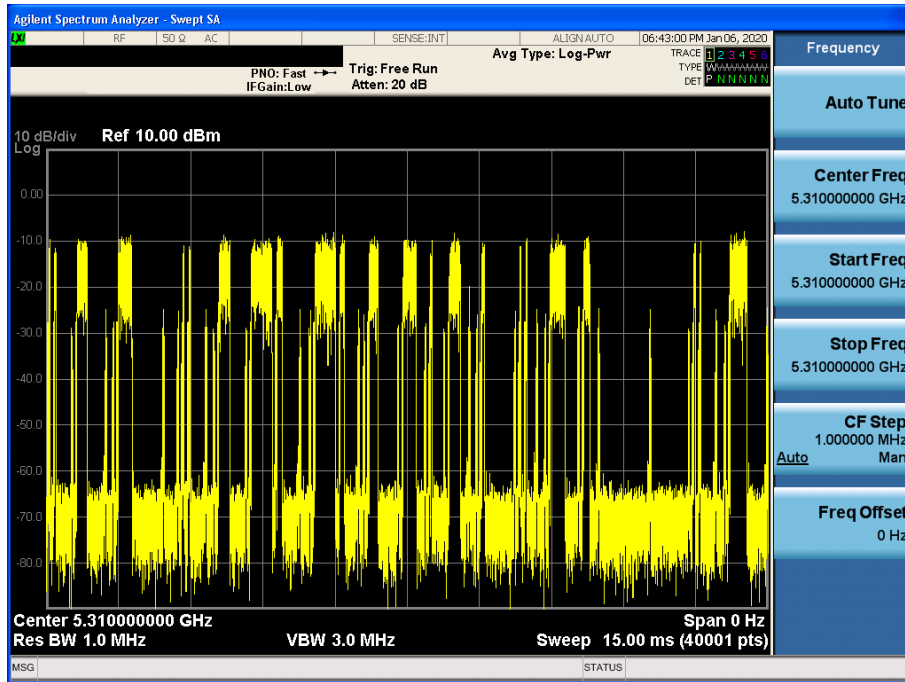 Agilent Spectrum Analyzer - Swept SA
LXI RF 50 Ω AC SENSE:INT ALIGN AUTO 06:43:00 PM Jan 06, 2020
Frequency
Avg Type: Log-Pwr
TRACE 1 2 3 4 5 6
PNO: Fast Trig: Free Run
TYPE WWWWWW
IFGain:Low Atten: 20 dB
DET P N N N N N
Auto Tune
10 dB/div Ref 10.00 dBm
Log
Center Freq
5.310000000 GHz
0.00
-10.0
Start Freq
5.310000000 GHz
-20.0
-30.0
Stop Freq
5.310000000 GHz
-40.0
-50.0
CF Step
1.000000 MHz
Auto Man
-60.0
-70.0
Freq Offset
0 Hz
-80.0
Center 5.310000000 GHz Span 0 Hz
Res BW 1.0 MHz VBW 3.0 MHz Sweep 15.00 ms (40001 pts)
MSG STATUS